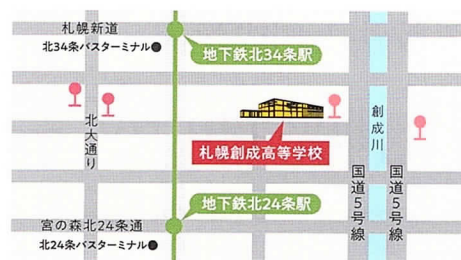 札幌新道
北34条バスターミナル
地下鉄北34条駅
北大通り
札幌創成高等学校
創成川
国道5号線
国道5号線
地下鉄北24条駅
宮の森北24条通
北24条バスターミナル